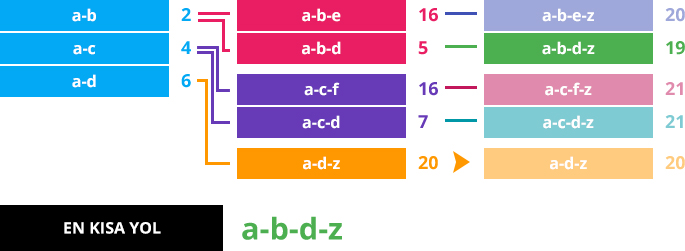 a-b 2 a-b-e 16 a-b-e-z 20
a-c 4 a-b-d 5 a-b-d-z 19
a-d 6 a-c-f 16 a-c-f-z 21
a-c-d 7 a-c-d-z 21
a-d-z 20 a-d-z 20
EN KISA YOL a-b-d-z